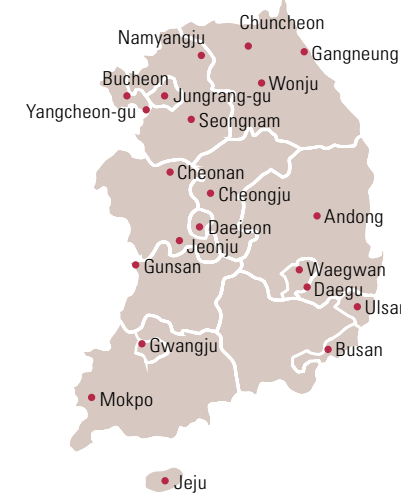 Chuncheon
Namyangju
Gangneung
Bucheon
Wonju
Jungrang-gu
Yangcheon-gu
Seongnam
Cheonan
Cheongju
Andong
Daejeon
Jeonju
Gunsan
Waegwan
Daegu
Ulsan
Gwangju
Busan
Mokpo
Jeju